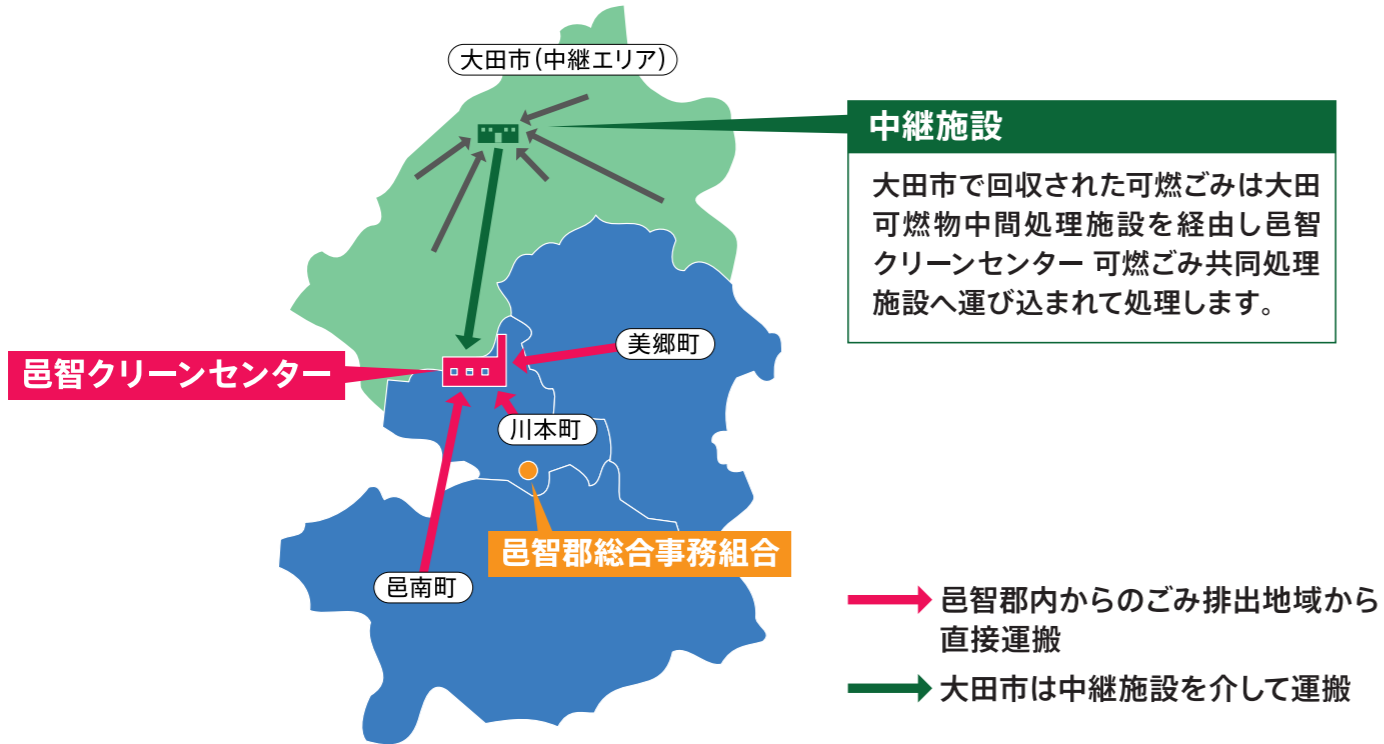 大田市（中継エリア）
中継施設
大田市で回収された可燃ごみは大田
可燃物中間処理施設を経由し邑智
クリーンセンター 可燃ごみ共同処理
施設へ運び込まれて処理します。
美郷町
邑智クリーンセンター
川本町
邑智郡総合事務組合
邑南町
邑智郡内からのごみ排出地域から
直接運搬
大田市は中継施設を介して運搬